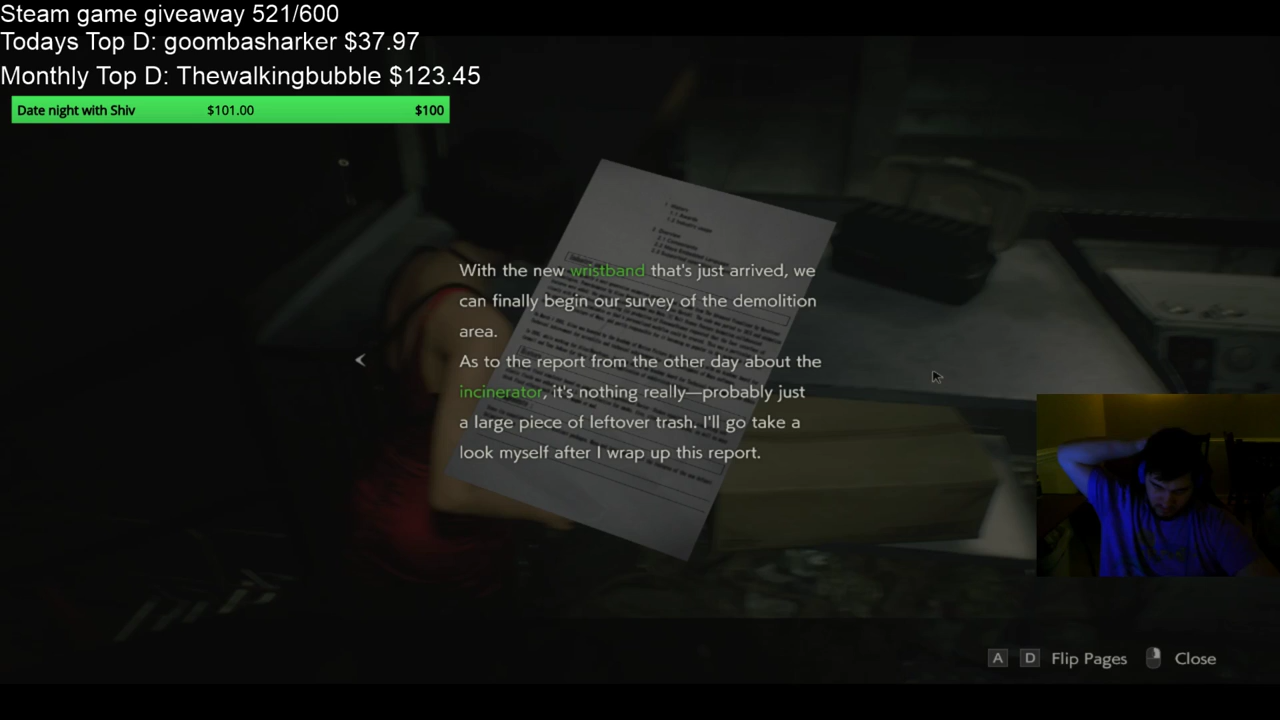 Steam game giveaway 521/600
Todays Top D: goombasharker $37.97
Monthly Top D: Thewalkingbubble $123.45
Date night with Shiv $101.00 $100
With the new wristband that's just arrived, we
can finally begin our survey of the demolition
area.
As to the report from the other day about the
incinerator, it's nothing really—probably just
a large piece of leftover trash. I'll go take a
look myself after I wrap up this report.
A D Flip Pages Close